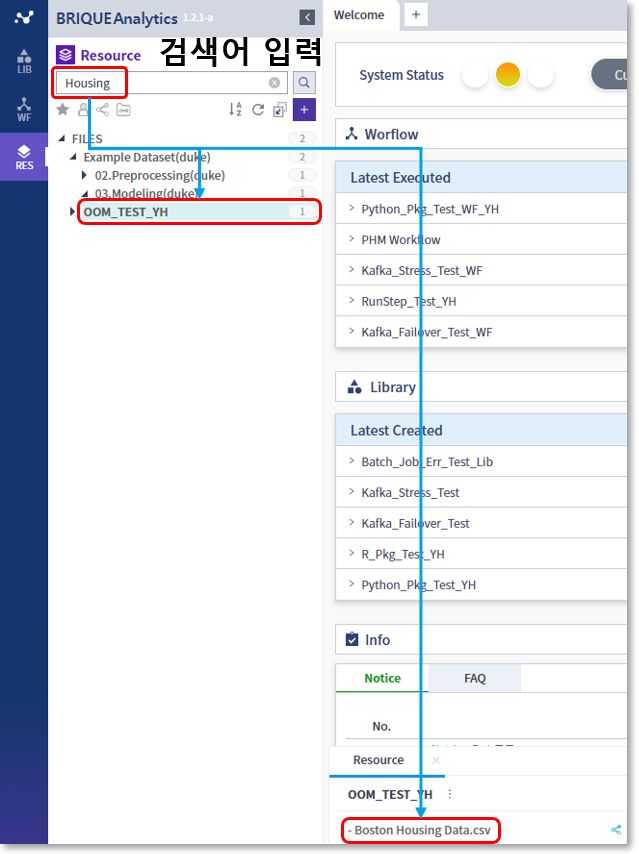 BRIQUE Analytics 1.2.1-a
LIB
WF
RES
Resource
검색어 입력
Housing
FILES 2
Example Dataset(duke) 2
02.Preprocessing(duke) 1
03.Modeling(duke) 1
OOM_TEST_YH 1
Welcome
System Status
Cu
Worflow
Latest Executed
Python_Pkg_Test_WF_YH
PHM Workflow
Kafka_Stress_Test_WF
RunStep_Test_YH
Kafka_Failover_Test_WF
Library
Latest Created
Batch_Job_Err_Test_Lib
Kafka_Stress_Test
Kafka_Failover_Test
R_Pkg_Test_YH
Python_Pkg_Test_YH
Info
Notice FAQ
No.
Resource
OOM_TEST_YH
- Boston Housing Data.csv